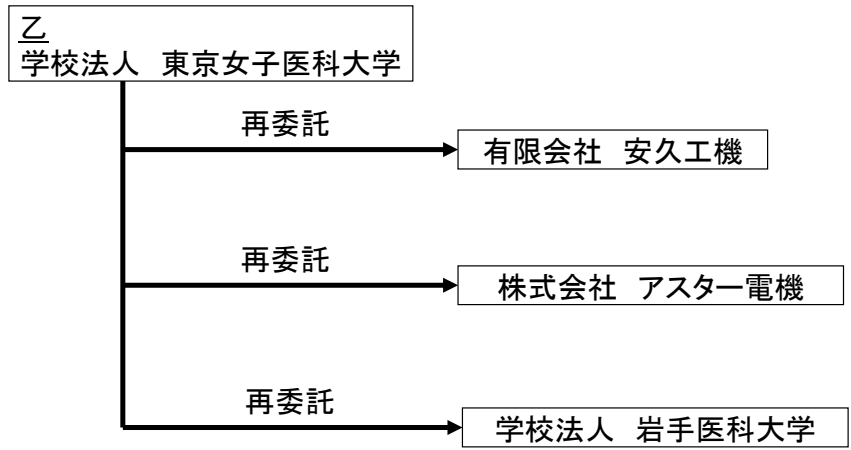 乙
学校法人　東京女子医科大学
再委託
有限会社　安久工機
再委託
株式会社　アスター電機
再委託
学校法人　岩手医科大学